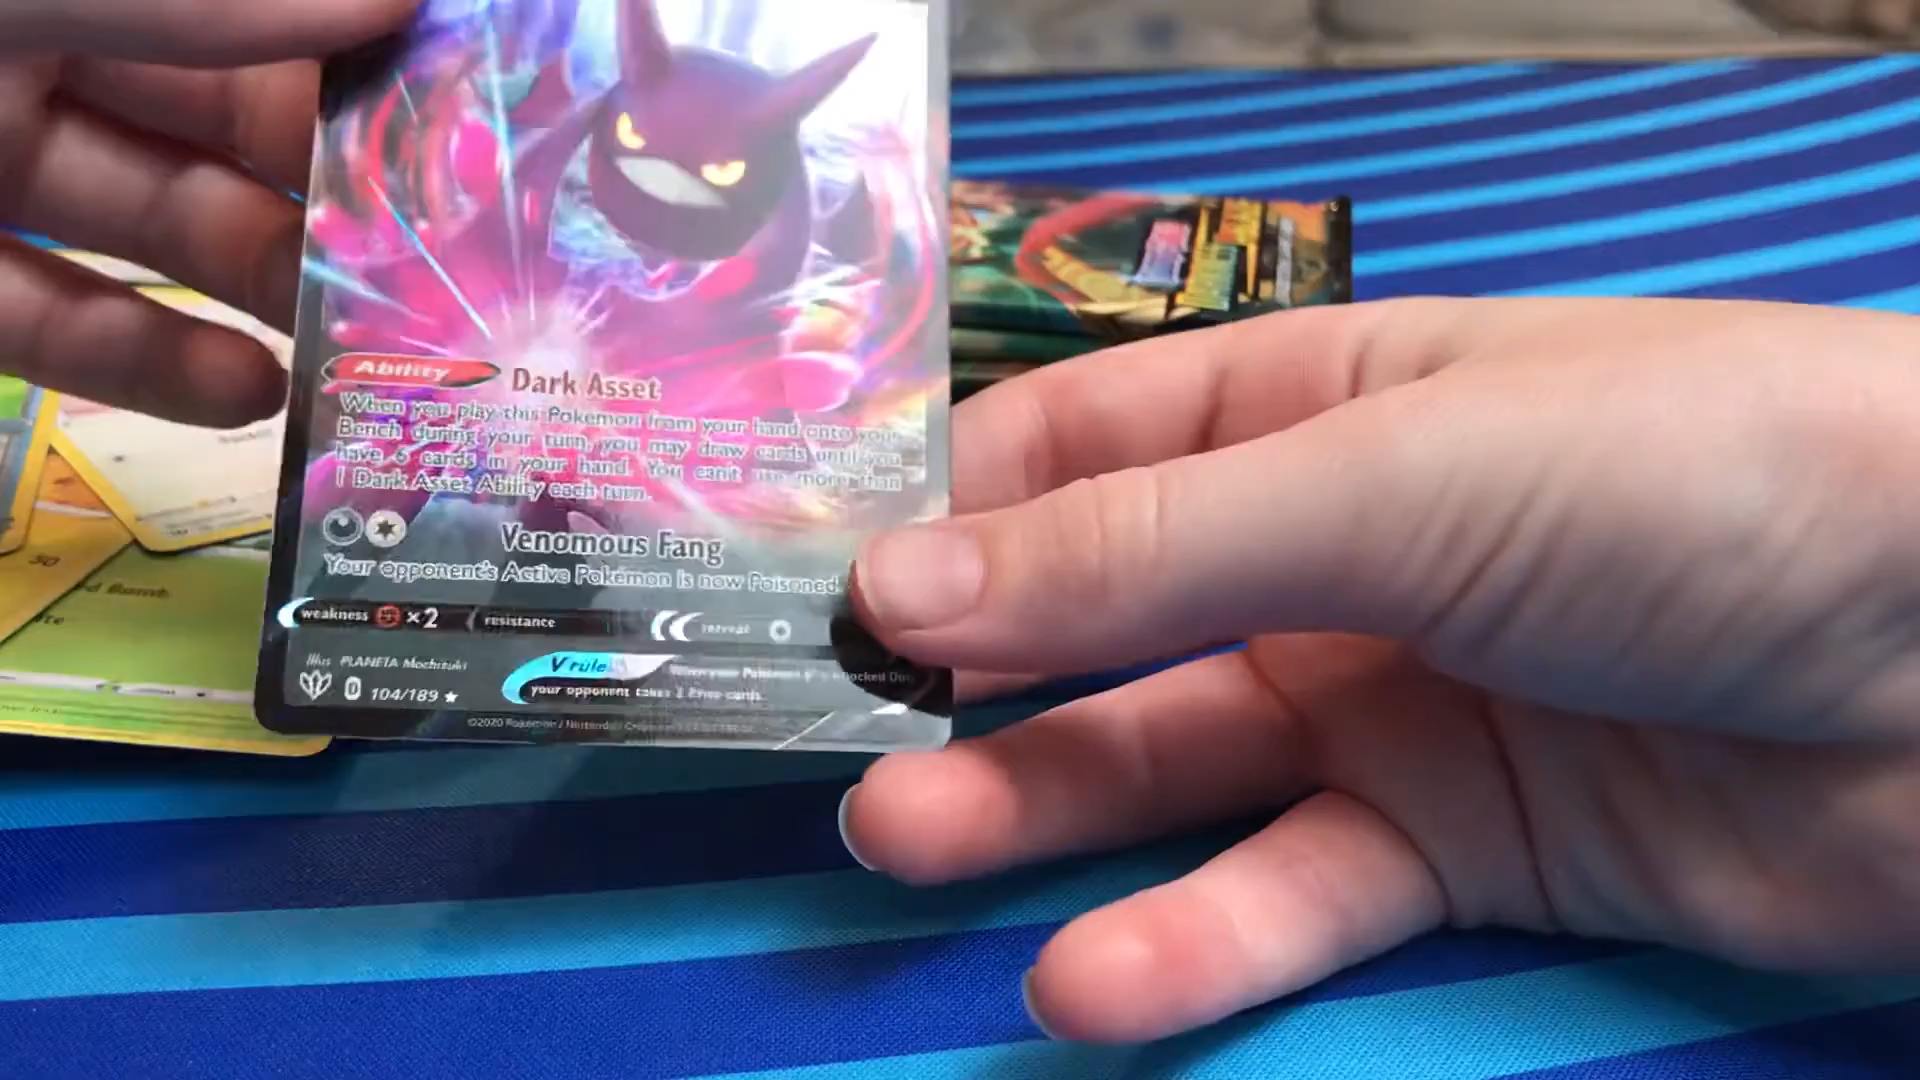 Ability Dark Asset
When you play this Pokémon from your hand onto your
Bench during your turn, you may draw cards until you
have 6 cards in your hand. You can't use more than
1 Dark Asset Ability each turn.
Venomous Fang
Your opponent's Active Pokémon is now Poisoned.
weakness ×2 resistance retreat
Illus. PLANETA Mochizuki
V rule When your Pokémon V is Knocked Out,
your opponent takes 2 Prize cards.
D 104/189 ★
©2020 Pokémon / Nintendo
50